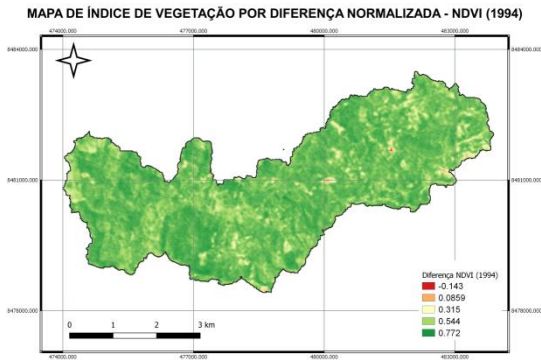 MAPA DE ÍNDICE DE VEGETAÇÃO POR DIFERENÇA NORMALIZADA - NDVI (1994)
474000.000 477000.000 480000.000 483000.000
8484000.000 8484000.000
8481000.000 8481000.000
8478000.000 8478000.000
Diferença NDVI (1994)
-0.143
0.0859
0.315
0.544
0.772
0 1 2 3 km
474000.000 477000.000 480000.000 483000.000